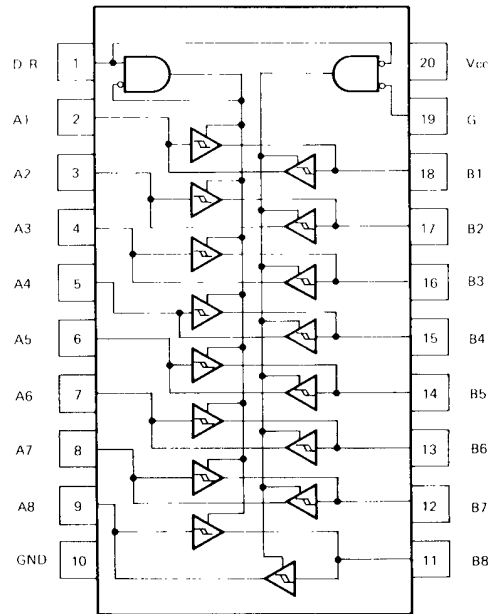 D R 1 20 Vcc
A1 2 19 G
A2 3 18 B1
A3 4 17 B2
A4 5 16 B3
A5 6 15 B4
A6 7 14 B5
A7 8 13 B6
A8 9 12 B7
GND 10 11 B8